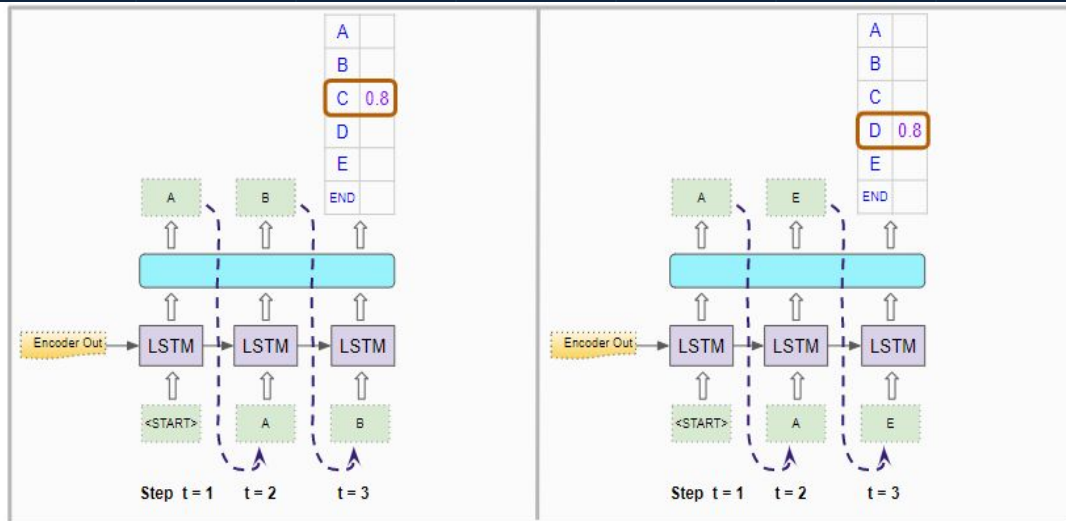 A
B
C 0.8
D
E
END
A B
Encoder Out
LSTM LSTM LSTM
<START> A B
Step t = 1 t = 2 t = 3
A
B
C
D 0.8
E
END
A E
Encoder Out
LSTM LSTM LSTM
<START> A E
Step t = 1 t = 2 t = 3